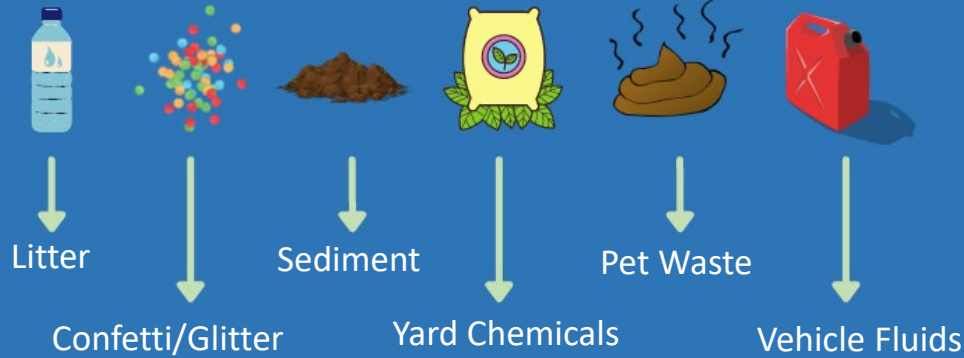 Litter
Sediment
Pet Waste
Confetti/Glitter
Yard Chemicals
Vehicle Fluids